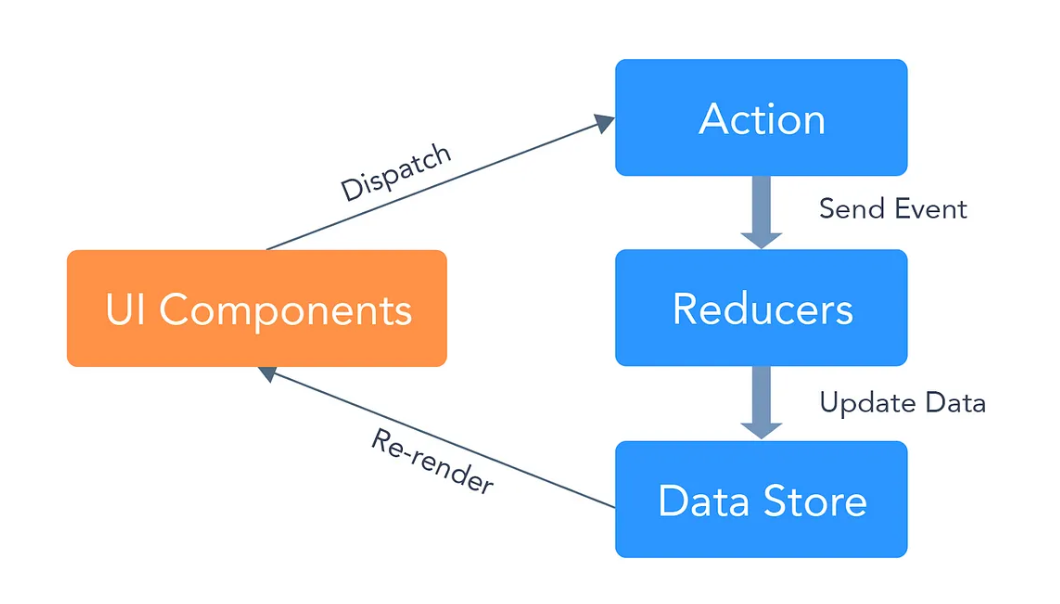 Action
Dispatch
Send Event
UI Components
Reducers
Update Data
Re-render
Data Store